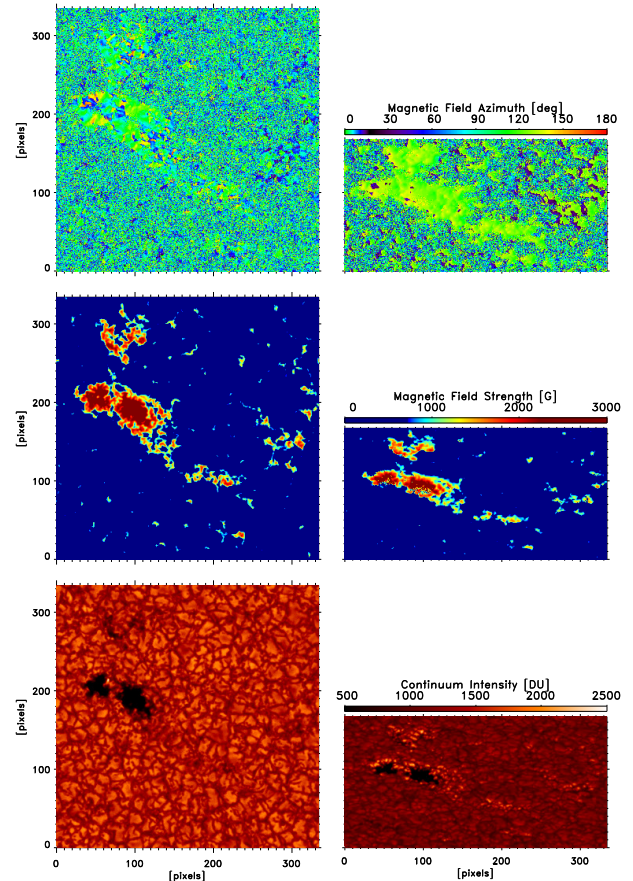 300
200
100
0
[pixels]
Magnetic Field Azimuth [deg]
0 30 60 90 120 150 180
300
200
100
0
[pixels]
Magnetic Field Strength [G]
0 1000 2000 3000
300
200
100
0
[pixels]
0 100 200 300
[pixels]
Continuum Intensity [DU]
500 1000 1500 2000 2500
0 100 200 300
[pixels]